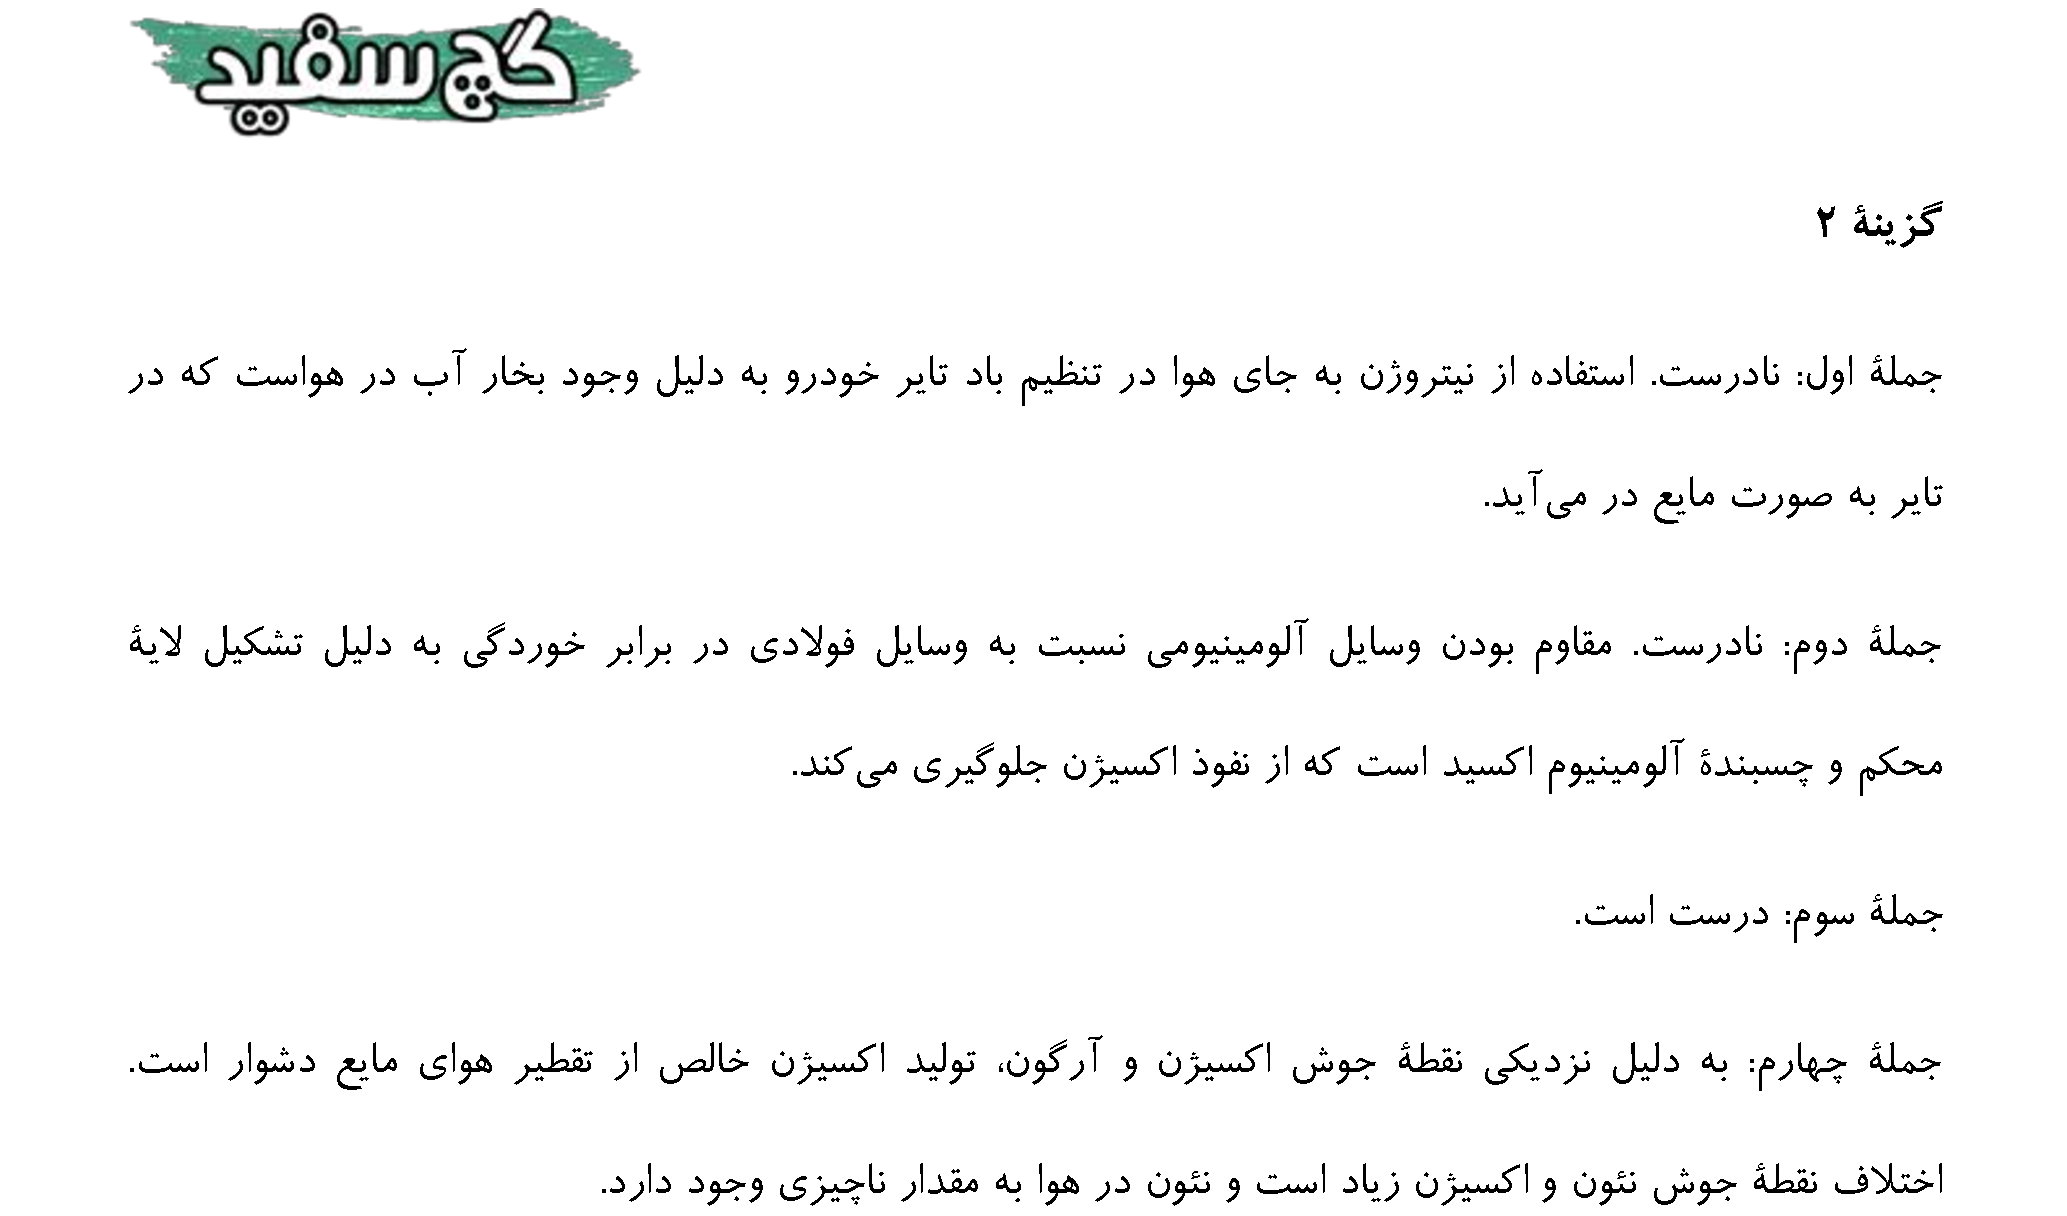 گچ سفید
گزینهٔ ۲
جملهٔ اول: نادرست. استفاده از نیتروژن به جای هوا در تنظیم باد تایر خودرو به دلیل وجود بخار آب در هواست که در
تایر به صورت مایع در می‌آید.
جملهٔ دوم: نادرست. مقاوم بودن وسایل آلومینیومی نسبت به وسایل فولادی در برابر خوردگی به دلیل تشکیل لایهٔ
محکم و چسبندهٔ آلومینیوم اکسید است که از نفوذ اکسیژن جلوگیری می‌کند.
جملهٔ سوم: درست است.
جملهٔ چهارم: به دلیل نزدیکی نقطهٔ جوش اکسیژن و آرگون، تولید اکسیژن خالص از تقطیر هوای مایع دشوار است.
اختلاف نقطهٔ جوش نئون و اکسیژن زیاد است و نئون در هوا به مقدار ناچیزی وجود دارد.